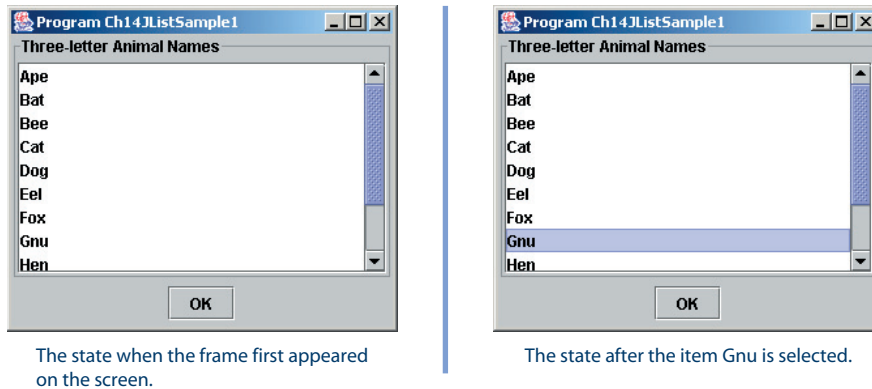 Program Ch14JListSample1
Three-letter Animal Names
Ape
Bat
Bee
Cat
Dog
Eel
Fox
Gnu
Hen
OK
The state when the frame first appeared
on the screen.
Program Ch14JListSample1
Three-letter Animal Names
Ape
Bat
Bee
Cat
Dog
Eel
Fox
Gnu
Hen
OK
The state after the item Gnu is selected.